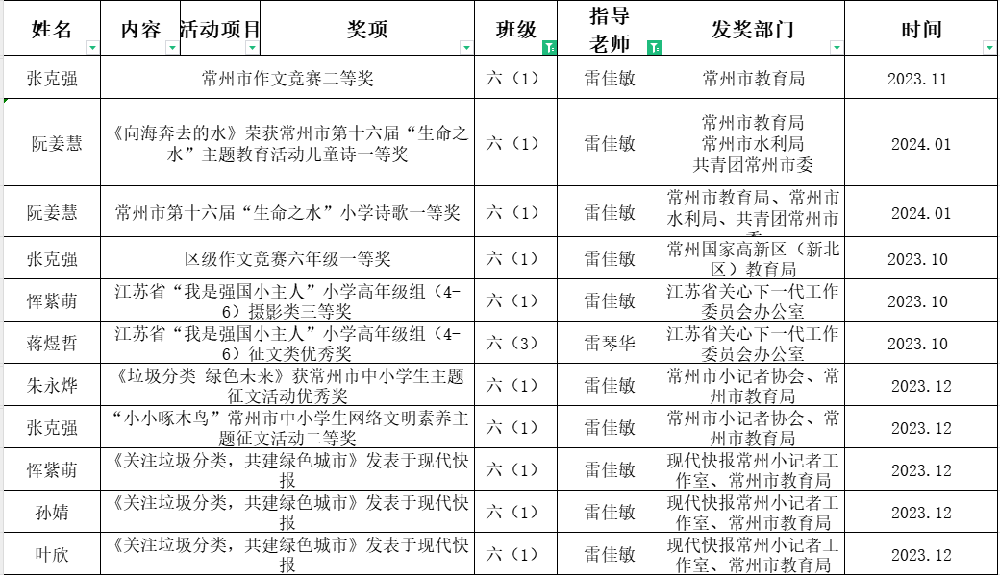 姓名 内容 活动项目 奖项 班级 指导 发奖部门 时间
老师
张克强 常州市作文竞赛二等奖 六（1） 雷佳敏 常州市教育局 2023.11
《向海奔去的水》荣获常州市第十六届“生命之
水”主题教育活动儿童诗一等奖
阮姜慧 六（1） 雷佳敏 常州市教育局
常州市水利局
共青团常州市委 2024.01
阮姜慧 常州市第十六届“生命之水”小学诗歌一等奖 六（1） 雷佳敏 常州市教育局、常州市
水利局、共青团常州市
2024.01
张克强 区级作文竞赛六年级一等奖 六（1） 雷佳敏 常州国家高新区（新北
区）教育局 2023.10
恽紫萌 江苏省“我是强国小主人”小学高年级组（4-
6）摄影类三等奖 六（1） 雷佳敏 江苏省关心下一代工作
委员会办公室 2023.10
蒋煜哲 江苏省“我是强国小主人”小学高年级组（4-
6）征文类优秀奖 六（3） 雷琴华 江苏省关心下一代工作
委员会办公室 2023.10
朱永烨 《垃圾分类 绿色未来》获常州市中小学生主题
征文活动优秀奖 六（1） 雷佳敏 常州市小记者协会、常
州市教育局 2023.12
张克强 “小小啄木鸟”常州市中小学生网络文明素养主
题征文活动二等奖 六（1） 雷佳敏 常州市小记者协会、常
州市教育局 2023.12
恽紫萌 《关注垃圾分类，共建绿色城市》发表于现代快
报 六（1） 雷佳敏 现代快报常州小记者工
作室、常州市教育局 2023.12
孙婧 《关注垃圾分类，共建绿色城市》发表于现代快
报 六（1） 雷佳敏 现代快报常州小记者工
作室、常州市教育局 2023.12
叶欣 《关注垃圾分类，共建绿色城市》发表于现代快
报 六（1） 雷佳敏 现代快报常州小记者工
作室、常州市教育局 2023.12